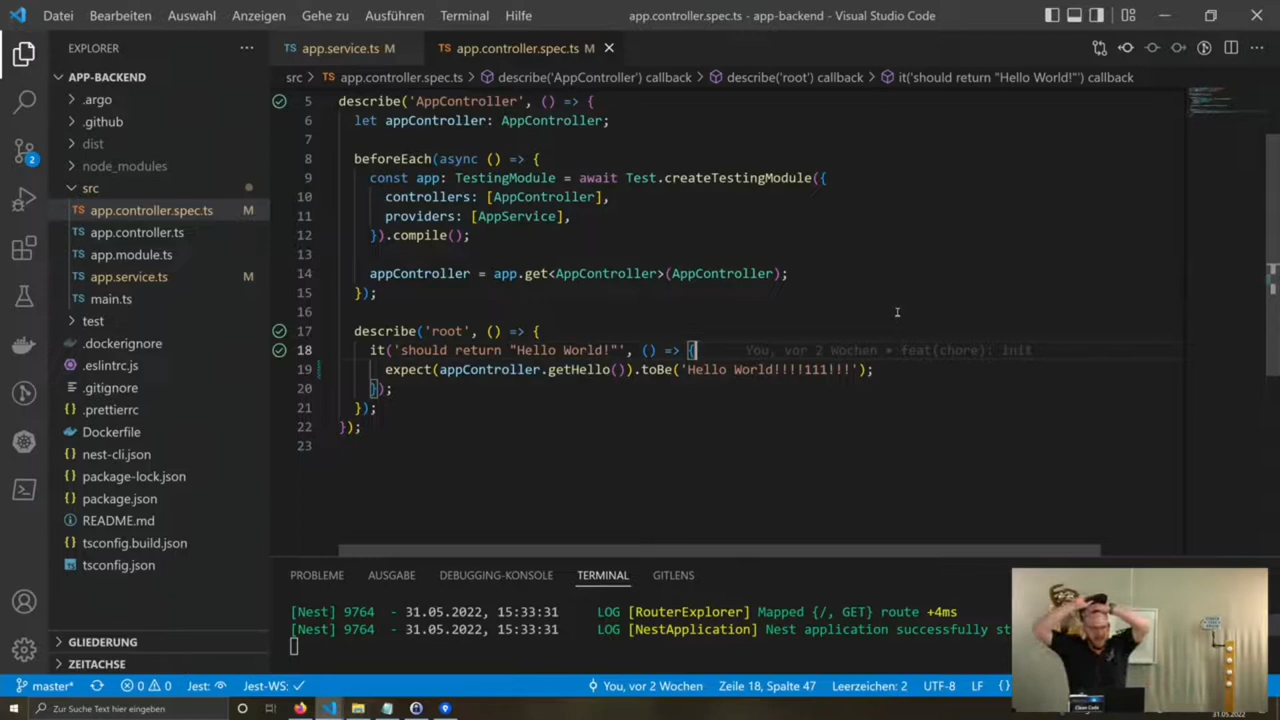 Datei Bearbeiten Auswahl Anzeigen Gehe zu Ausführen Terminal Hilfe app.controller.spec.ts - app-backend - Visual Studio Code
EXPLORER
APP-BACKEND
.argo
.github
dist
node_modules
src
TS app.controller.spec.ts M
TS app.controller.ts
TS app.module.ts
TS app.service.ts M
TS main.ts
test
.dockerignore
.eslintrc.js
.gitignore
.prettierrc
Dockerfile
nest-cli.json
package-lock.json
package.json
README.md
tsconfig.build.json
tsconfig.json
GLIEDERUNG
ZEITACHSE
2
TS app.service.ts M TS app.controller.spec.ts M
src > TS app.controller.spec.ts > describe('AppController') callback > describe('root') callback > it('should return "Hello World!"') callback
5 describe('AppController', () => {
6 let appController: AppController;
7
8 beforeEach(async () => {
9 const app: TestingModule = await Test.createTestingModule({
10 controllers: [AppController],
11 providers: [AppService],
12 }).compile();
13
14 appController = app.get<AppController>(AppController);
15 });
16
17 describe('root', () => {
18 it('should return "Hello World!"', () => { You, vor 2 Wochen • feat(chore): init
19 expect(appController.getHello()).toBe('Hello World!!!!111!!!');
20 });
21 });
22 });
23
PROBLEME AUSGABE DEBUGGING-KONSOLE TERMINAL GITLENS
[Nest] 9764 - 31.05.2022, 15:33:31 LOG [RouterExplorer] Mapped {/, GET} route +4ms
[Nest] 9764 - 31.05.2022, 15:33:31 LOG [NestApplication] Nest application successfully st
Clean Code
master* 0 0 Jest: Jest-WS: You, vor 2 Wochen Zeile 18, Spalte 47 Leerzeichen: 2 UTF-8 LF {}
Zur Suche Text hier eingeben
31.05.2022